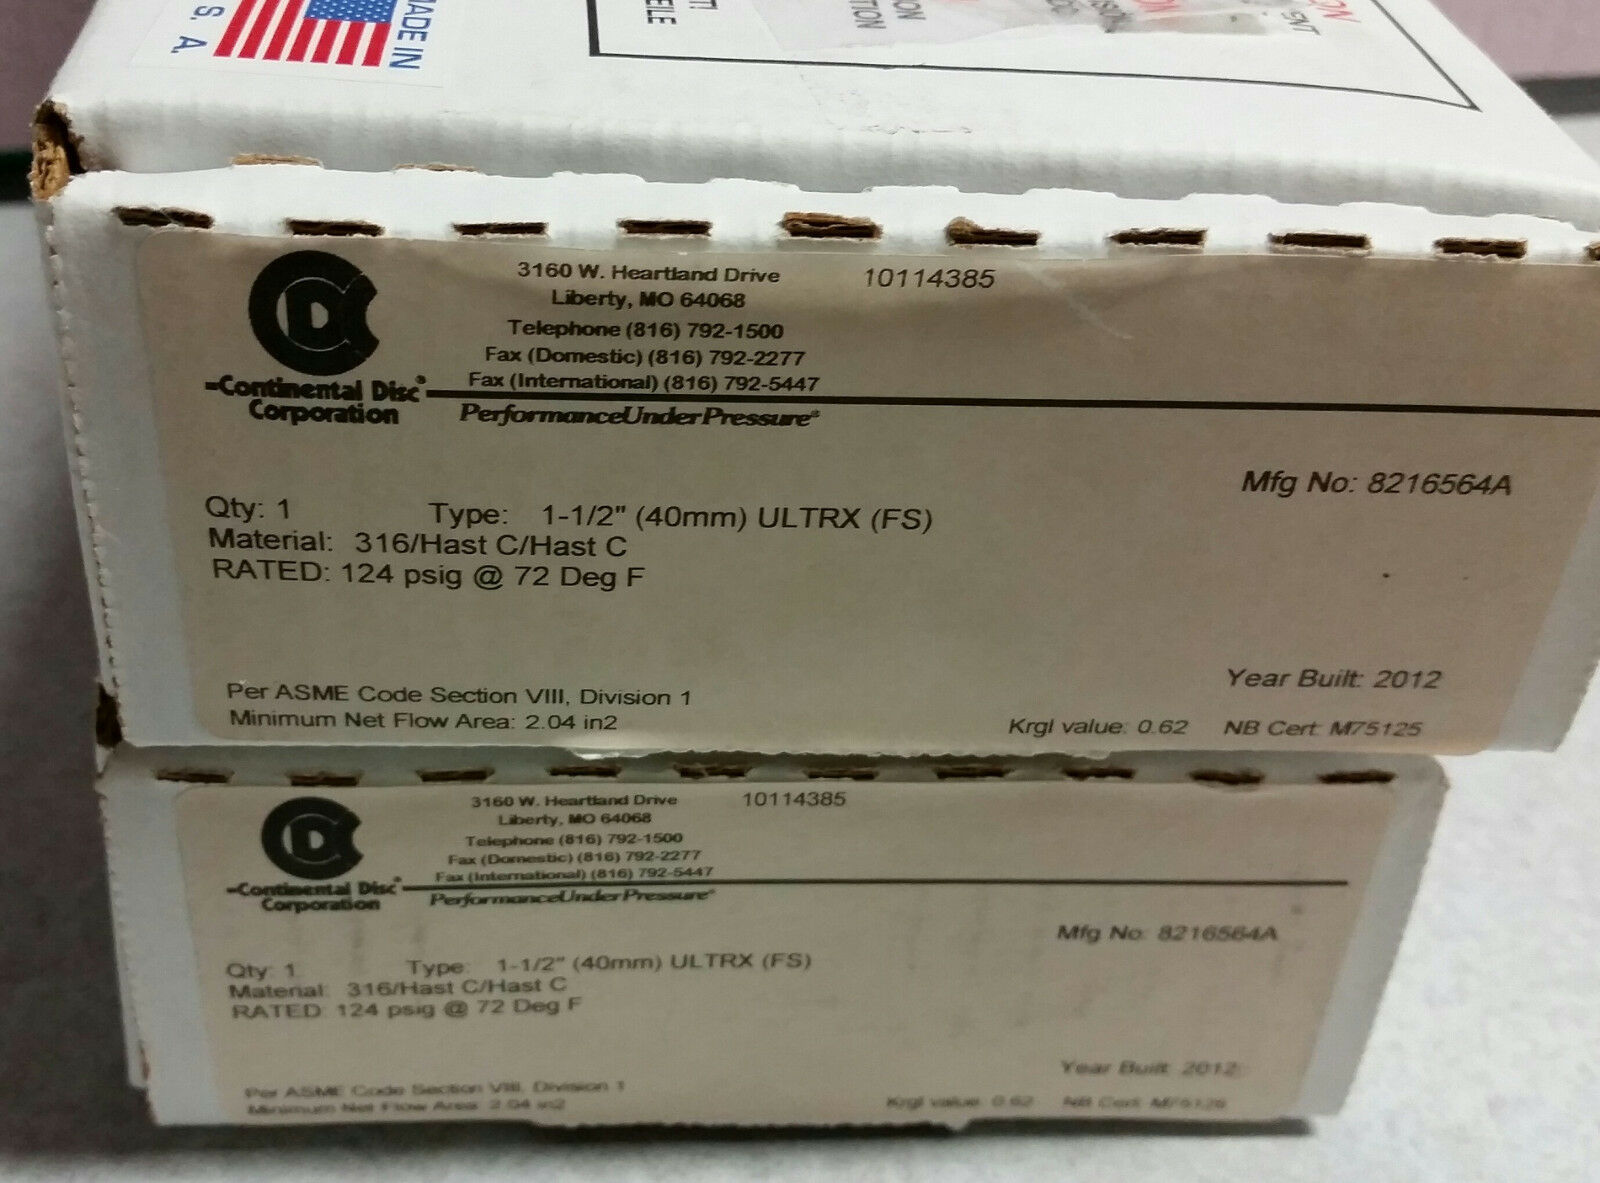 MADE IN
U. S. A.
3160 W. Heartland Drive
Liberty, MO 64068
Telephone (816) 792-1500
Fax (Domestic) (816) 792-2277
Fax (International) (816) 792-5447
10114385
CDC
Continental Disc®
Corporation
PerformanceUnderPressure®
Mfg No: 8216564A
Qty: 1 Type: 1-1/2" (40mm) ULTRX (FS)
Material: 316/Hast C/Hast C
RATED: 124 psig @ 72 Deg F
Year Built: 2012
Per ASME Code Section VIII, Division 1
Minimum Net Flow Area: 2.04 in2
Krgl value: 0.62 NB Cert: M75125
3160 W. Heartland Drive
Liberty, MO 64068
Telephone (816) 792-1500
Fax (Domestic) (816) 792-2277
Fax (International) (816) 792-5447
10114385
CDC
Continental Disc®
Corporation
PerformanceUnderPressure®
Mfg No: 8216564A
Qty: 1 Type: 1-1/2" (40mm) ULTRX (FS)
Material: 316/Hast C/Hast C
RATED: 124 psig @ 72 Deg F
Year Built: 2012
Per ASME Code Section VIII, Division 1
Minimum Net Flow Area: 2.04 in2
Krgl value: 0.62 NB Cert: